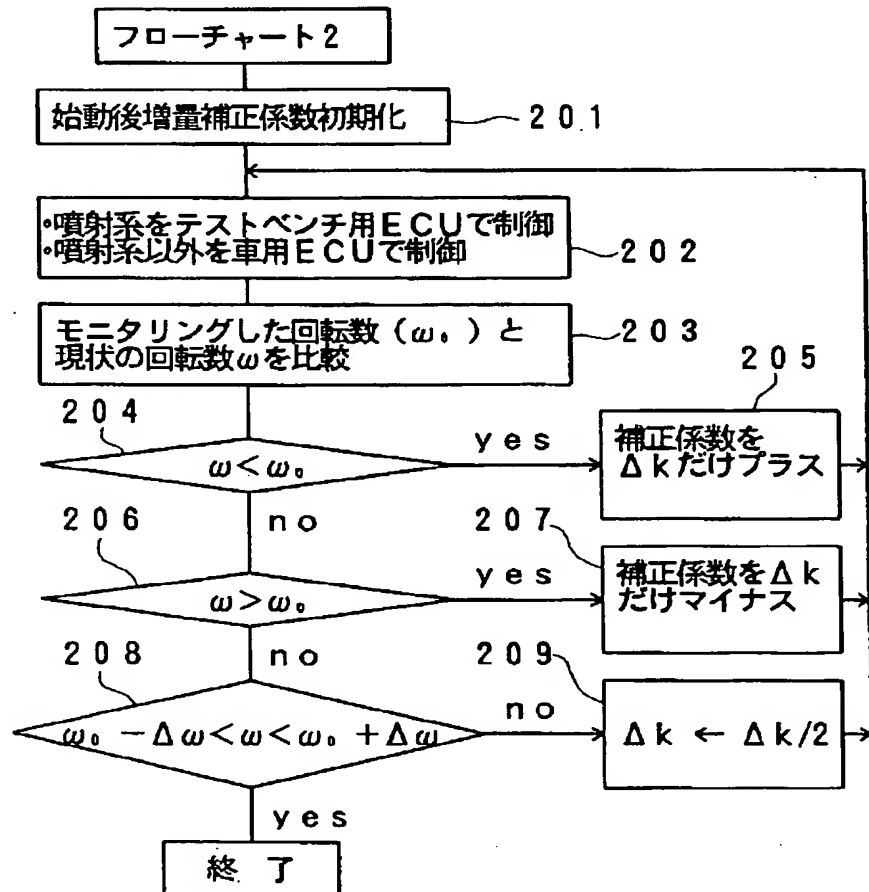 フローチャート2
始動後増量補正係数初期化
201
・噴射系をテストベンチ用ECUで制御
・噴射系以外を車用ECUで制御
202
モニタリングした回転数(ω₀)と
現状の回転数ωを比較
203
204
ω<ω₀
yes
205
補正係数を
Δkだけプラス
no
206
ω>ω₀
yes
207
補正係数をΔk
だけマイナス
no
208
ω₀-Δω<ω<ω₀+Δω
no
209
Δk ← Δk/2
yes
終了